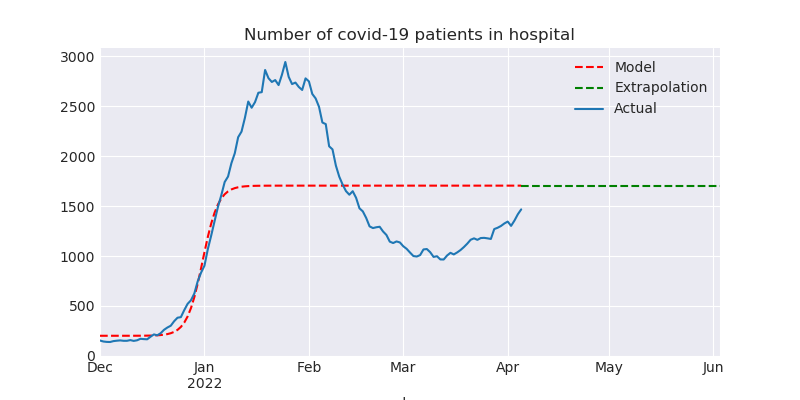 Number of covid-19 patients in hospital
3000
2500
2000
1500
1000
500
0
Model
Extrapolation
Actual
Dec
Jan
2022
Feb
Mar
Apr
May
Jun